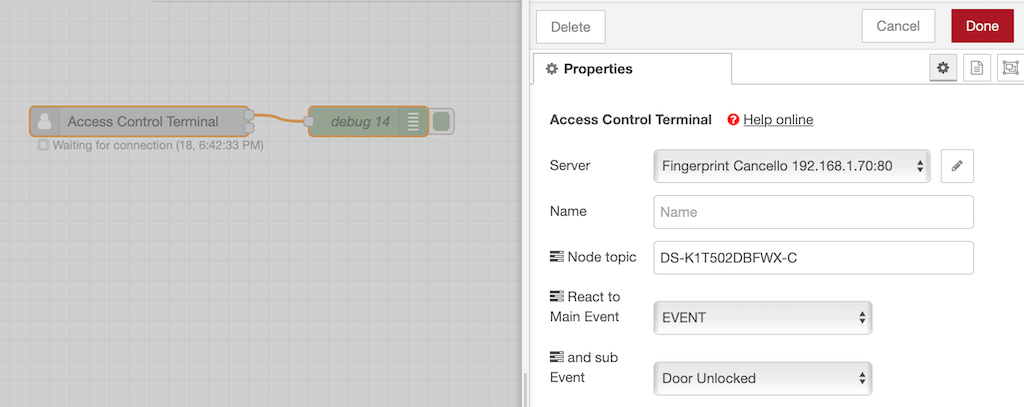 Delete
Cancel
Done
Properties
Access Control Terminal
debug 14
Waiting for connection (18, 6:42:33 PM)
Access Control Terminal Help online
Server
Fingerprint Cancello 192.168.1.70:80
Name
Name
Node topic
DS-K1T502DBFWX-C
React to
Main Event
EVENT
and sub
Event
Door Unlocked